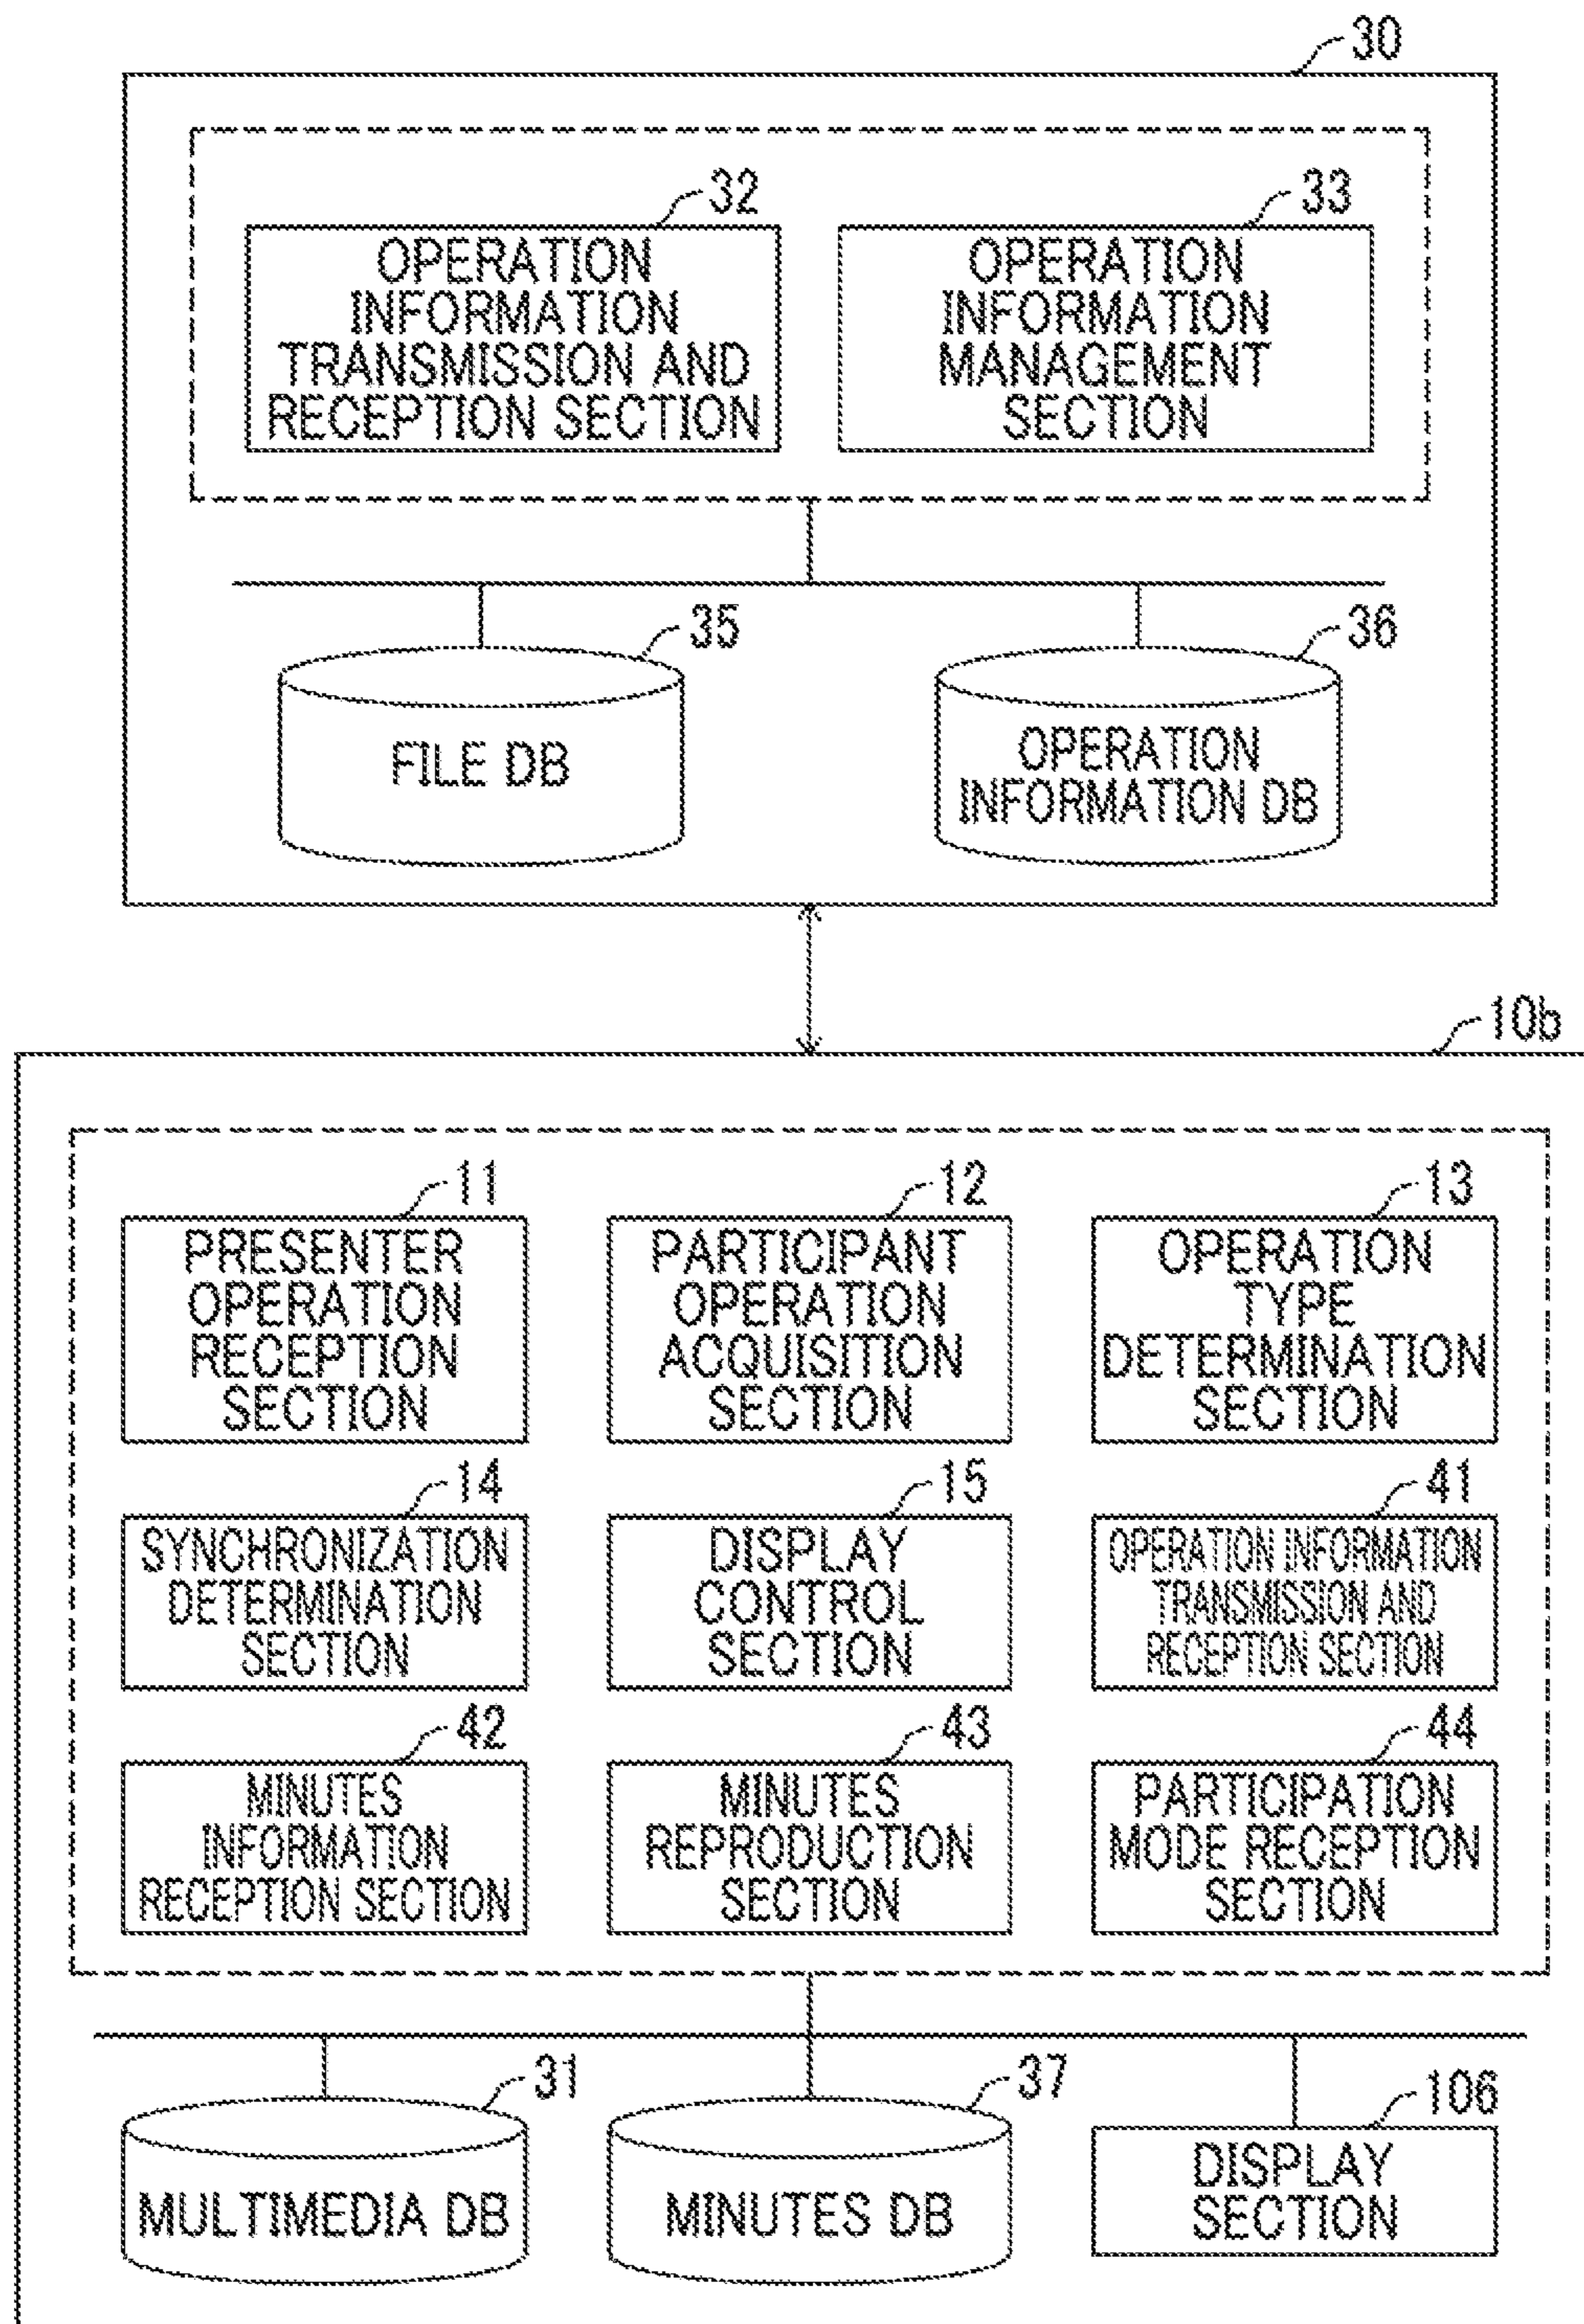 30
32
33
OPERATION
INFORMATION
TRANSMISSION AND
RECEPTION SECTION
OPERATION
INFORMATION
MANAGEMENT
SECTION
35
36
FILE DB
OPERATION
INFORMATION DB
10b
11
12
13
PRESENTER
OPERATION
RECEPTION
SECTION
PARTICIPANT
OPERATION
ACQUISITION
SECTION
OPERATION
TYPE
DETERMINATION
SECTION
14
15
41
SYNCHRONIZATION
DETERMINATION
SECTION
DISPLAY
CONTROL
SECTION
OPERATION INFORMATION
TRANSMISSION AND
RECEPTION SECTION
42
43
44
MINUTES
INFORMATION
RECEPTION SECTION
MINUTES
REPRODUCTION
SECTION
PARTICIPATION
MODE RECEPTION
SECTION
31
37
106
MULTIMEDIA DB
MINUTES DB
DISPLAY
SECTION